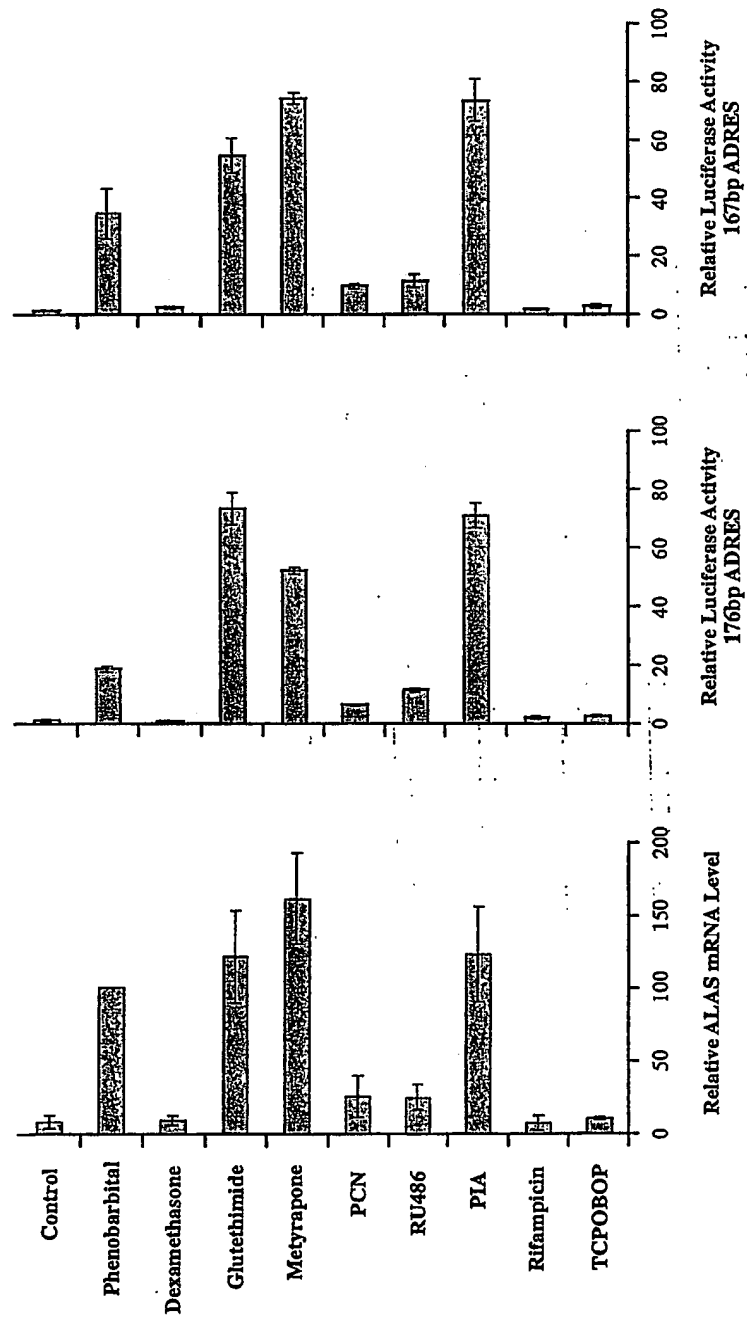 Control
Phenobarbital
Dexamethasone
Glutethimide
Metyrapone
PCN
RU486
PIA
Rifampicin
TCPOBOP
0 50 100 150 200
Relative ALAS mRNA Level
0 20 40 60 80 100
Relative Luciferase Activity
176bp ADRES
0 20 40 60 80 100
Relative Luciferase Activity
167bp ADRES